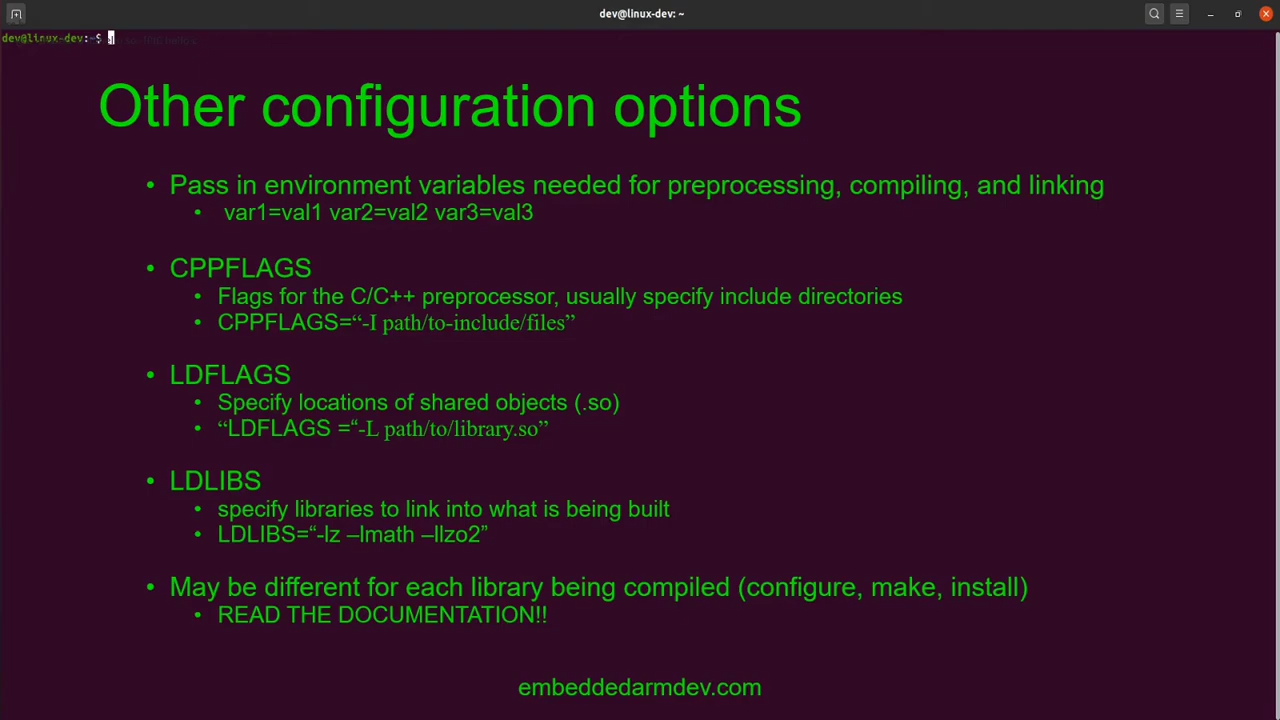 dev@linux-dev: ~
dev@linux-dev:~$
Other configuration options
• Pass in environment variables needed for preprocessing, compiling, and linking
• var1=val1 var2=val2 var3=val3
• CPPFLAGS
• Flags for the C/C++ preprocessor, usually specify include directories
• CPPFLAGS=“-I path/to-include/files”
• LDFLAGS
• Specify locations of shared objects (.so)
• “LDFLAGS =“-L path/to/library.so”
• LDLIBS
• specify libraries to link into what is being built
• LDLIBS=“-lz –lmath –llzo2”
• May be different for each library being compiled (configure, make, install)
• READ THE DOCUMENTATION!!
embeddedarmdev.com